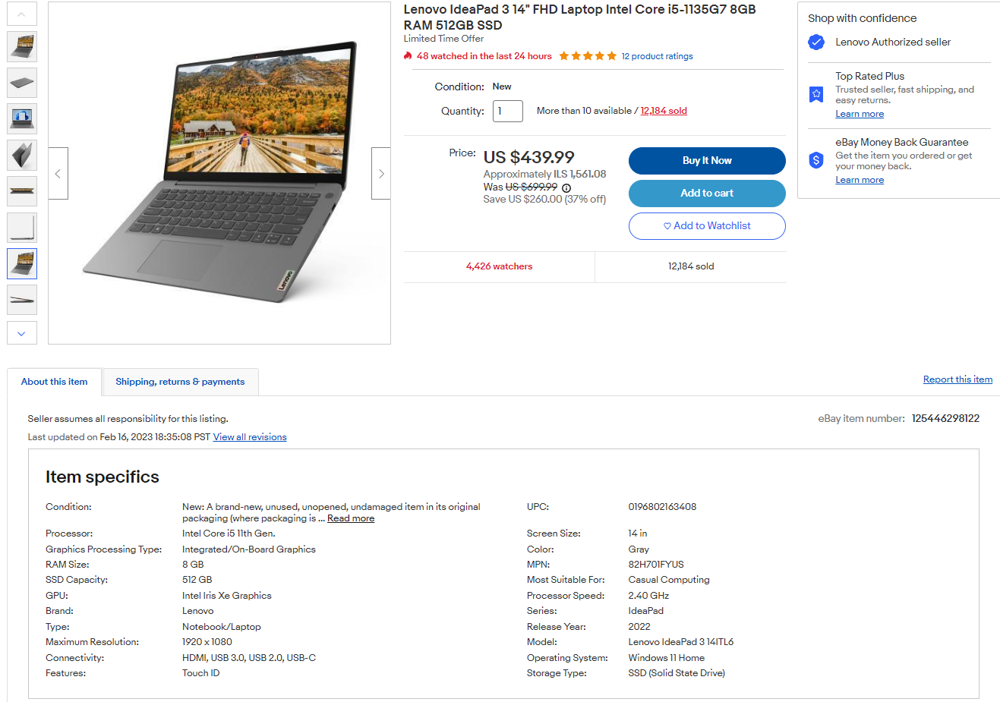 Lenovo IdeaPad 3 14" FHD Laptop Intel Core i5-1135G7 8GB
RAM 512GB SSD
Limited Time Offer
48 watched in the last 24 hours
12 product ratings
Condition: New
Quantity: 1 More than 10 available / 12,184 sold
Price: US $439.99
Approximately ILS 1,561.08
Was US $699.99
Save US $260.00 (37% off)
Buy It Now
Add to cart
Add to Watchlist
4,426 watchers
12,184 sold
Lenovo
Shop with confidence
Lenovo Authorized seller
Top Rated Plus
Trusted seller, fast shipping, and
easy returns.
Learn more
eBay Money Back Guarantee
Get the item you ordered or get
your money back.
Learn more
About this item
Shipping, returns & payments
Report this item
Seller assumes all responsibility for this listing.
eBay item number: 125446298122
Last updated on Feb 16, 2023 18:35:08 PST View all revisions
Item specifics
Condition: New: A brand-new, unused, unopened, undamaged item in its original
packaging (where packaging is ... Read more
UPC: 0196802163408
Processor: Intel Core i5 11th Gen.
Screen Size: 14 in
Graphics Processing Type: Integrated/On-Board Graphics
Color: Gray
RAM Size: 8 GB
MPN: 82H701FYUS
SSD Capacity: 512 GB
Most Suitable For: Casual Computing
GPU: Intel Iris Xe Graphics
Processor Speed: 2.40 GHz
Brand: Lenovo
Series: IdeaPad
Type: Notebook/Laptop
Release Year: 2022
Maximum Resolution: 1920 x 1080
Model: Lenovo IdeaPad 3 14ITL6
Connectivity: HDMI, USB 3.0, USB 2.0, USB-C
Operating System: Windows 11 Home
Features: Touch ID
Storage Type: SSD (Solid State Drive)